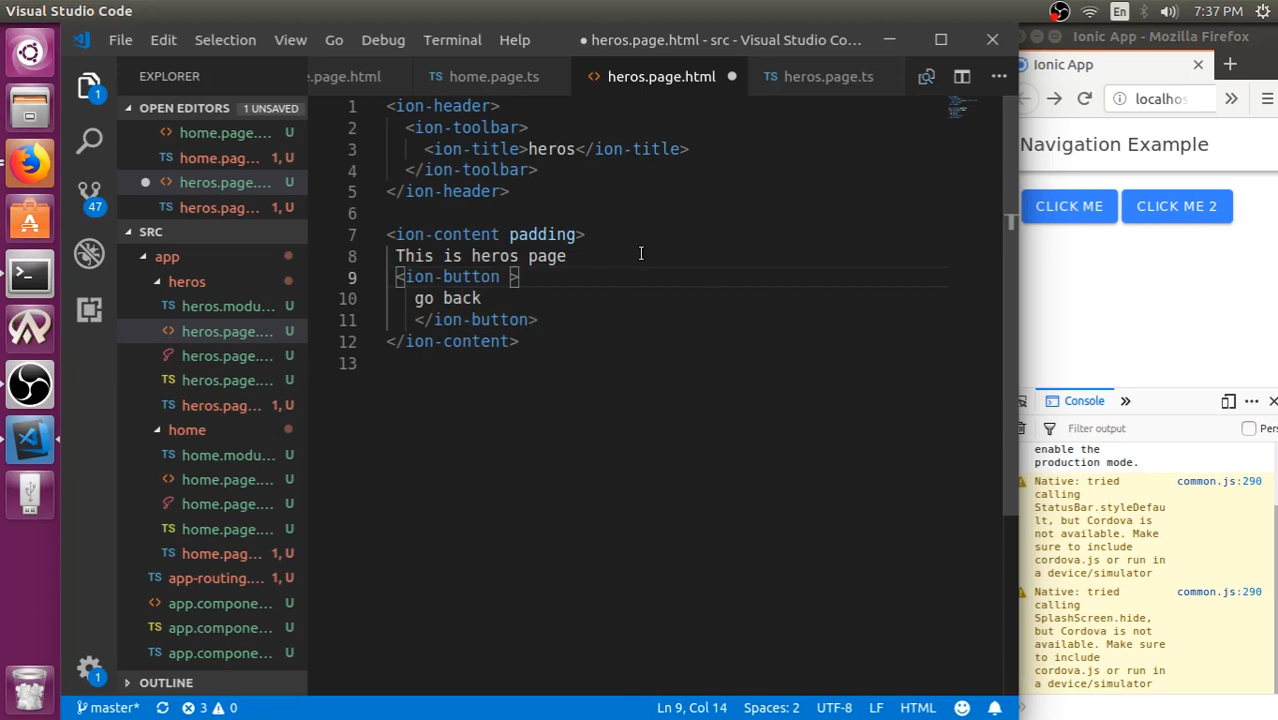 Visual Studio Code
En
7:37 PM
File Edit Selection View Go Debug Terminal Help
● heros.page.html - src - Visual Studio Co...
Ionic App - Mozilla Firefox
EXPLORER
.page.html
home.page.ts
heros.page.html
heros.page.ts
Ionic App
localhos
OPEN EDITORS 1 UNSAVED
home.page.... U
home.pag... 1, U
heros.page.... U
heros.pag... 1, U
SRC
app
heros
heros.modu... U
heros.page.... U
heros.page.... U
heros.page.... U
heros.pag... 1, U
home
home.modu... U
home.page.... U
home.page.... U
home.page.... U
home.pag... 1, U
app-routing.... 1, U
app.compone... U
app.compone... U
app.compone... U
OUTLINE
1
47
1
1 <ion-header>
2 <ion-toolbar>
3 <ion-title>heros</ion-title>
4 </ion-toolbar>
5 </ion-header>
6
7 <ion-content padding>
8 This is heros page
9 <ion-button >
10 go back
11 </ion-button>
12 </ion-content>
13
Navigation Example
CLICK ME
CLICK ME 2
Console
Filter output
Pers
enable the
production mode.
Native: tried common.js:290
calling
StatusBar.styleDefau
lt, but Cordova is
not available. Make
sure to include
cordova.js or run in
a device/simulator
Native: tried common.js:290
calling
SplashScreen.hide,
but Cordova is not
available. Make sure
to include
cordova.js or run in
a device/simulator
master*
3
0
Ln 9, Col 14
Spaces: 2
UTF-8
LF
HTML